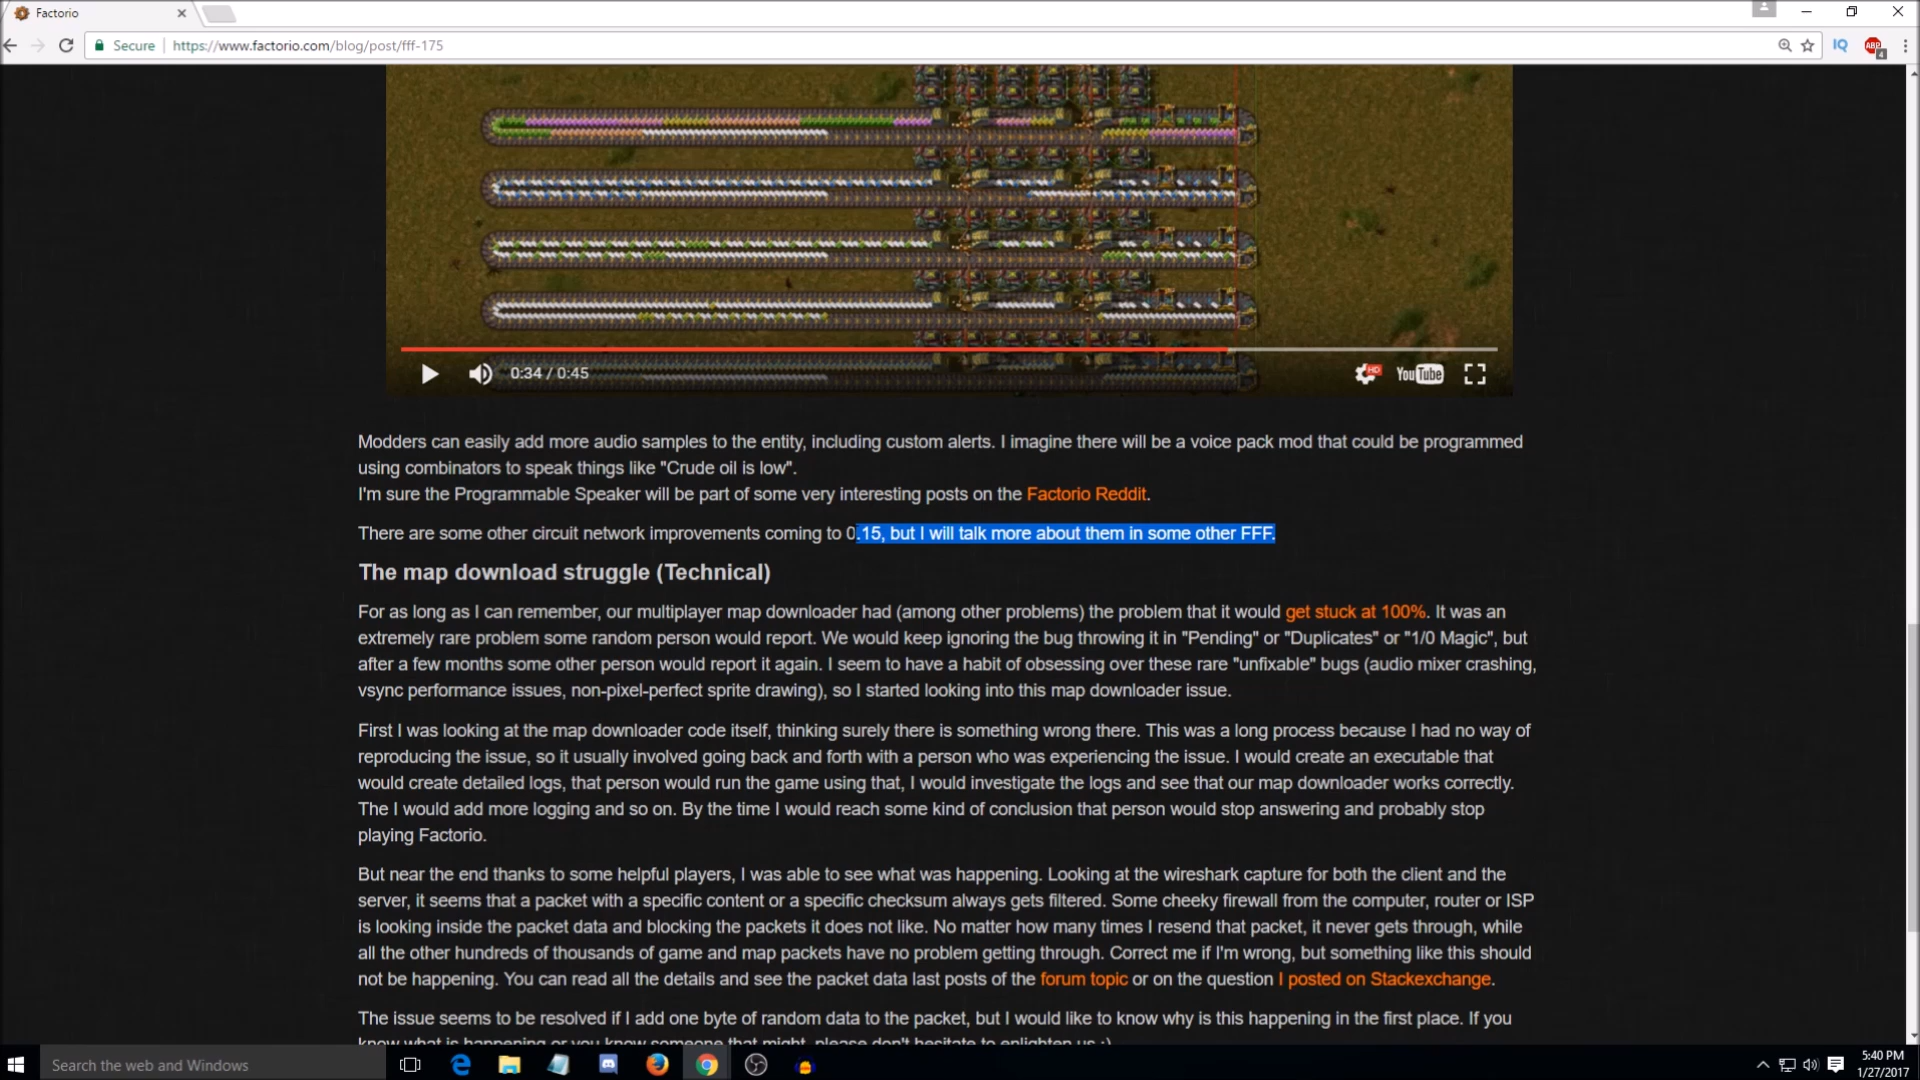 Factorio
Secure https://www.factorio.com/blog/post/fff-175
IQ
ABP
4
0:34 / 0:45
HD
YouTube
Modders can easily add more audio samples to the entity, including custom alerts. I imagine there will be a voice pack mod that could be programmed
using combinators to speak things like "Crude oil is low".
I'm sure the Programmable Speaker will be part of some very interesting posts on the Factorio Reddit.
There are some other circuit network improvements coming to 0.15, but I will talk more about them in some other FFF.
The map download struggle (Technical)
For as long as I can remember, our multiplayer map downloader had (among other problems) the problem that it would get stuck at 100%. It was an
extremely rare problem some random person would report. We would keep ignoring the bug throwing it in "Pending" or "Duplicates" or "1/0 Magic", but
after a few months some other person would report it again. I seem to have a habit of obsessing over these rare "unfixable" bugs (audio mixer crashing,
vsync performance issues, non-pixel-perfect sprite drawing), so I started looking into this map downloader issue.
First I was looking at the map downloader code itself, thinking surely there is something wrong there. This was a long process because I had no way of
reproducing the issue, so it usually involved going back and forth with a person who was experiencing the issue. I would create an executable that
would create detailed logs, that person would run the game using that, I would investigate the logs and see that our map downloader works correctly.
The I would add more logging and so on. By the time I would reach some kind of conclusion that person would stop answering and probably stop
playing Factorio.
But near the end thanks to some helpful players, I was able to see what was happening. Looking at the wireshark capture for both the client and the
server, it seems that a packet with a specific content or a specific checksum always gets filtered. Some cheeky firewall from the computer, router or ISP
is looking inside the packet data and blocking the packets it does not like. No matter how many times I resend that packet, it never gets through, while
all the other hundreds of thousands of game and map packets have no problem getting through. Correct me if I'm wrong, but something like this should
not be happening. You can read all the details and see the packet data last posts of the forum topic or on the question I posted on Stackexchange.
The issue seems to be resolved if I add one byte of random data to the packet, but I would like to know why is this happening in the first place. If you
know what is happening or you know someone that might, please don't hesitate to enlighten us :)
Search the web and Windows
5:40 PM
1/27/2017